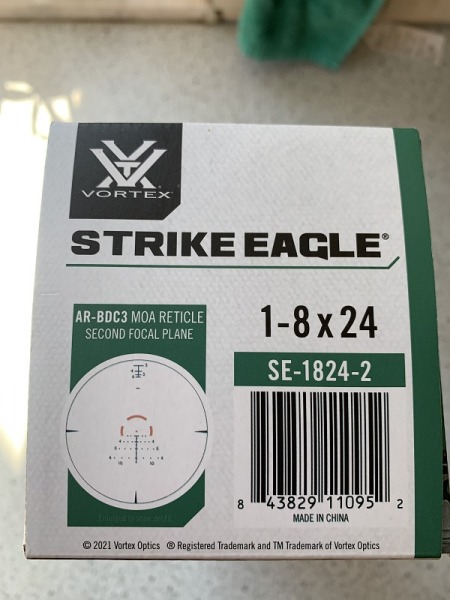 VORTEX
STRIKE EAGLE®
AR-BDC3 MOA RETICLE
SECOND FOCAL PLANE
1-8 x 24
SE-1824-2
8 43829 11095 2
MADE IN CHINA
© 2021 Vortex Optics ® Registered Trademark and TM Trademark of Vortex Optics